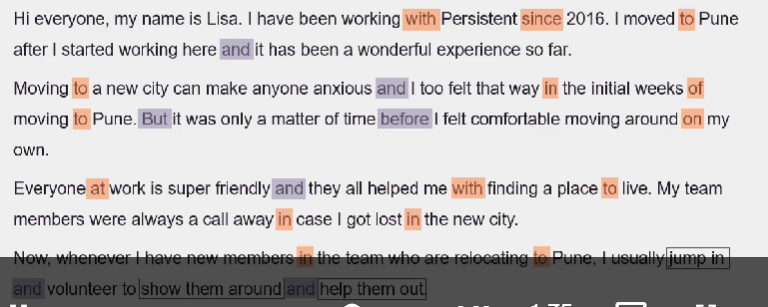 Hi everyone, my name is Lisa. I have been working with Persistent since 2016. I moved to Pune
after I started working here and it has been a wonderful experience so far.
Moving to a new city can make anyone anxious and I too felt that way in the initial weeks of
moving to Pune. But it was only a matter of time before I felt comfortable moving around on my
own.
Everyone at work is super friendly and they all helped me with finding a place to live. My team
members were always a call away in case I got lost in the new city.
Now, whenever I have new members in the team who are relocating to Pune, I usually jump in
and volunteer to show them around and help them out